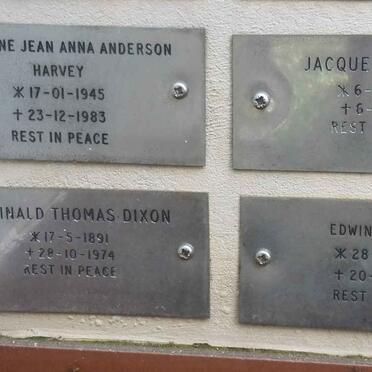 NE JEAN ANNA ANDERSON
HARVEY
⚹ 17-01-1945
+ 23-12-1983
REST IN PEACE
JACQUE
⚹ 6-
+ 6-
REST
INALD THOMAS DIXON
⚹ 17-5-1891
+ 28-10-1974
REST IN PEACE
EDWIN
⚹ 28
+ 20-
REST